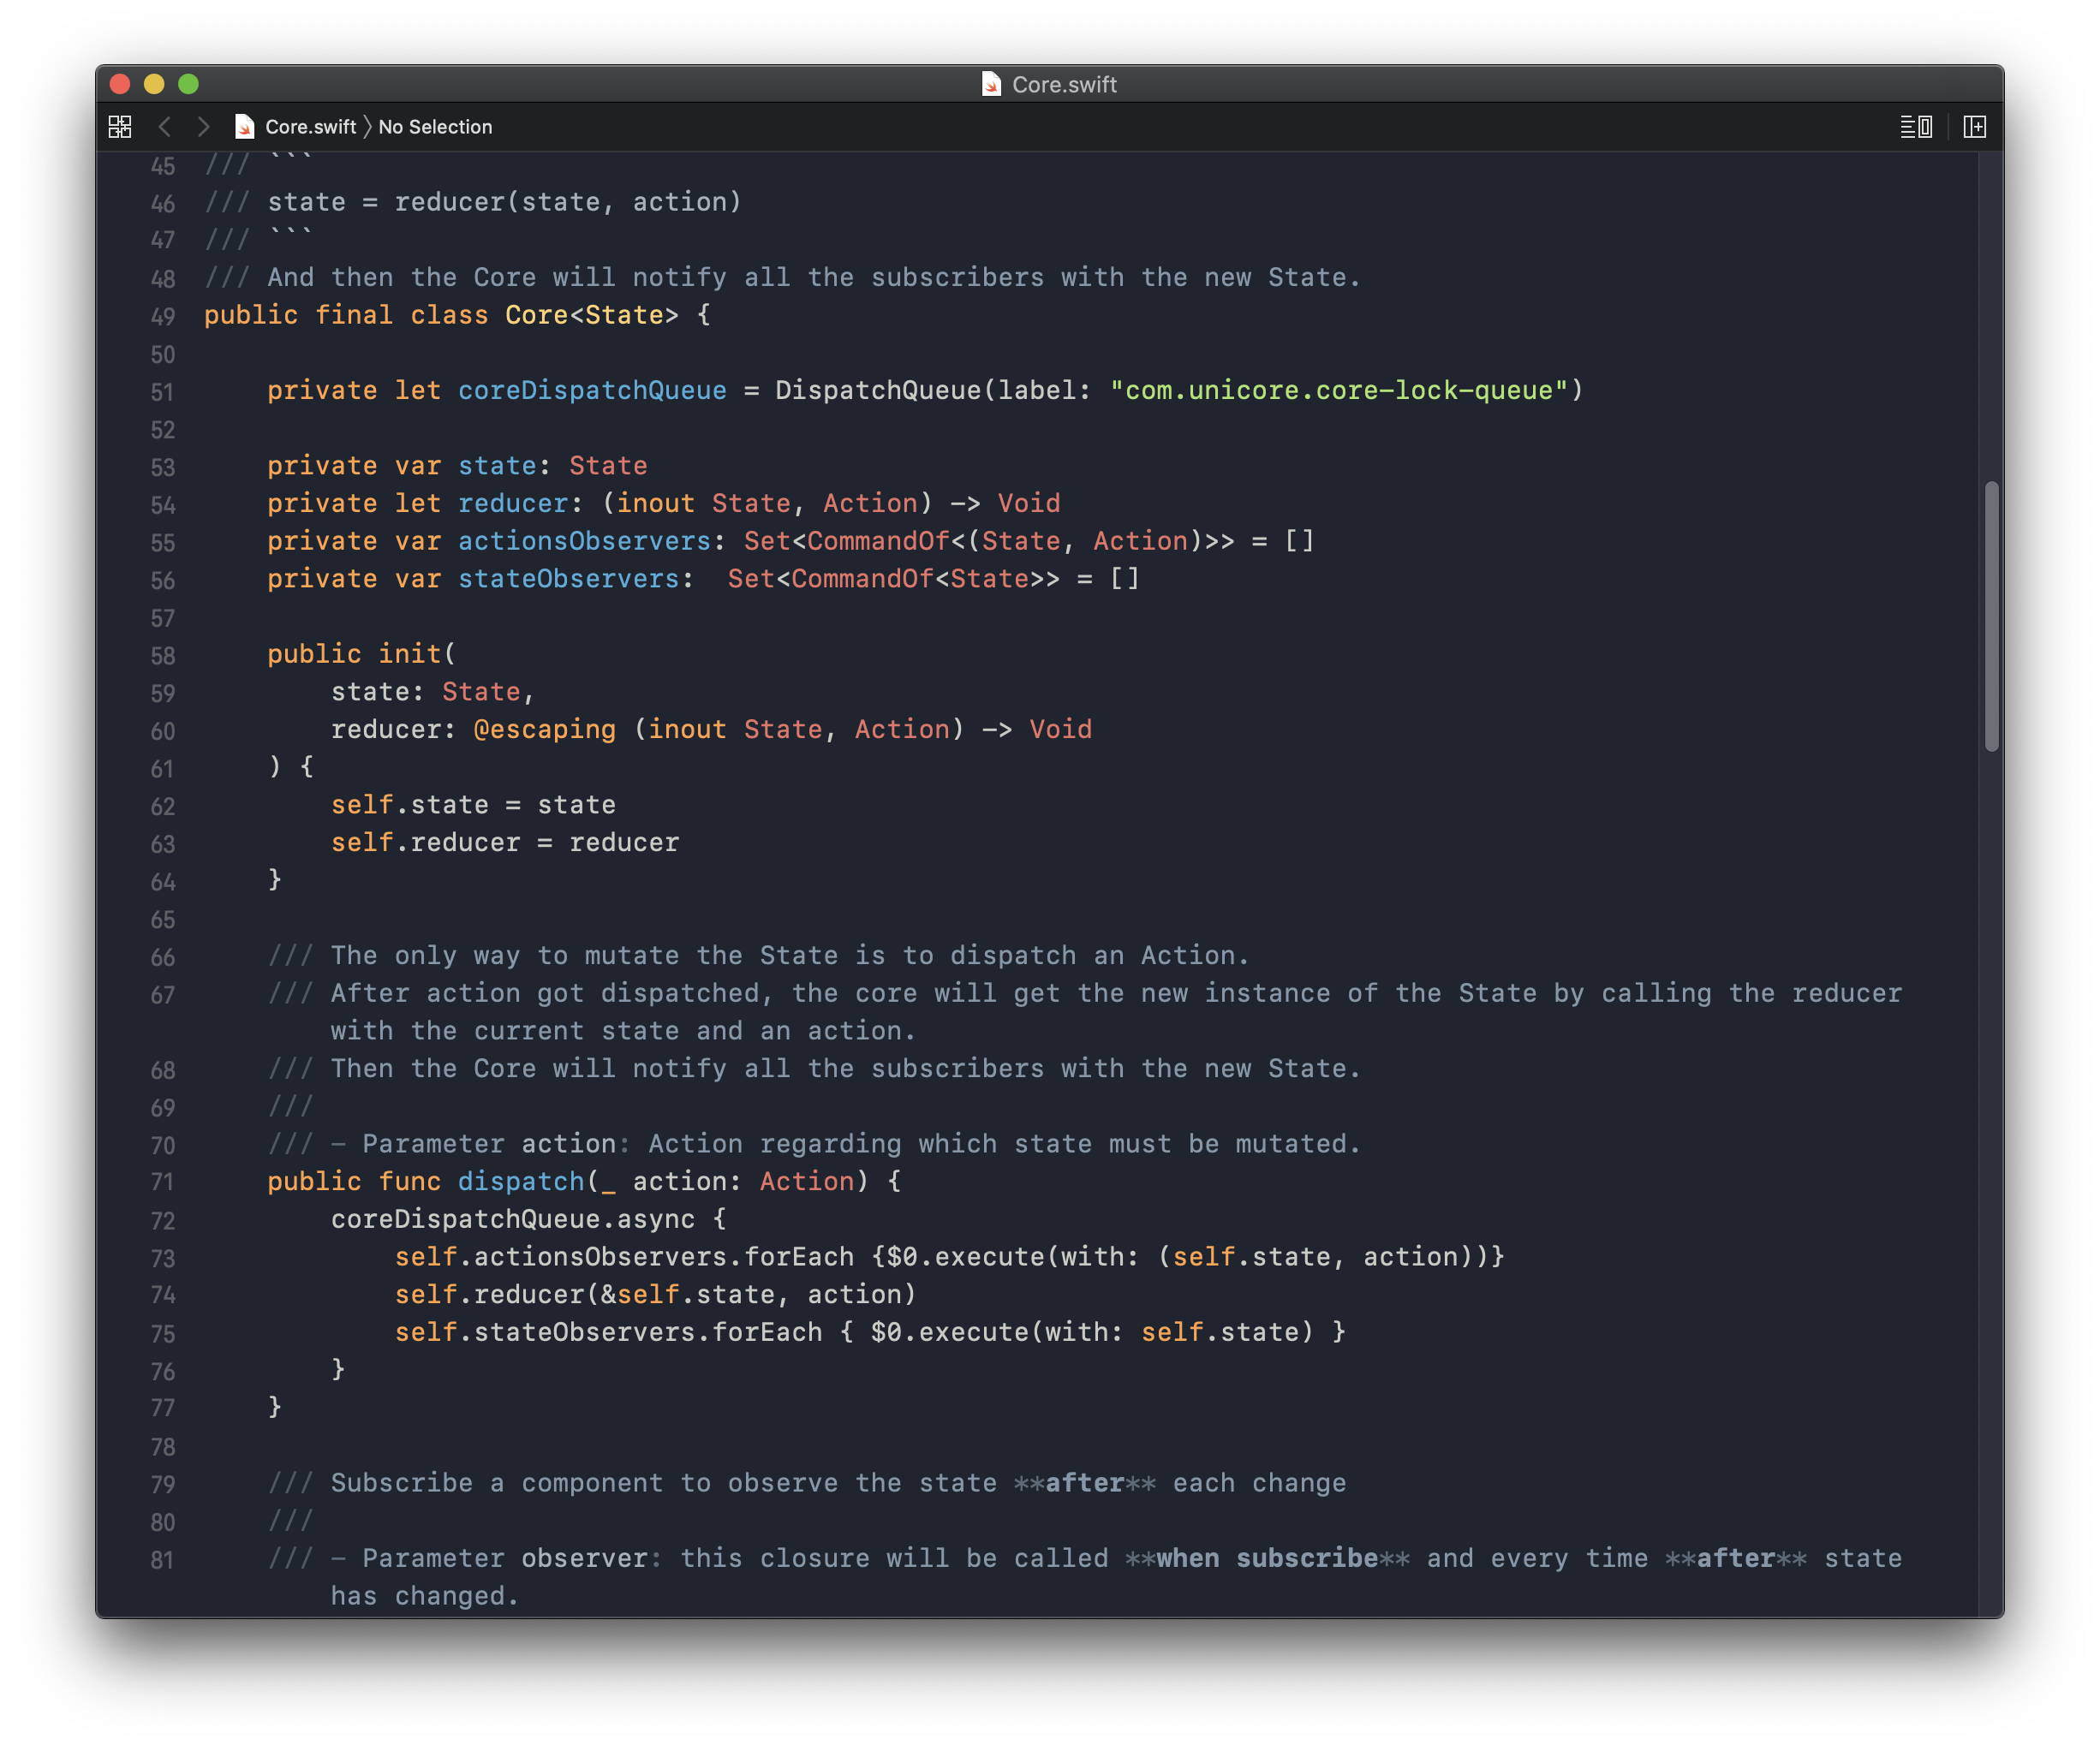 Core.swift
Core.swift 〉 No Selection
45 /// ```
46 /// state = reducer(state, action)
47 /// ```
48 /// And then the Core will notify all the subscribers with the new State.
49 public final class Core<State> {
50
51     private let coreDispatchQueue = DispatchQueue(label: "com.unicore.core-lock-queue")
52
53     private var state: State
54     private let reducer: (inout State, Action) -> Void
55     private var actionsObservers: Set<CommandOf<(State, Action)>> = []
56     private var stateObservers:  Set<CommandOf<State>> = []
57
58     public init(
59         state: State,
60         reducer: @escaping (inout State, Action) -> Void
61     ) {
62         self.state = state
63         self.reducer = reducer
64     }
65
66     /// The only way to mutate the State is to dispatch an Action.
67     /// After action got dispatched, the core will get the new instance of the State by calling the reducer
with the current state and an action.
68     /// Then the Core will notify all the subscribers with the new State.
69     ///
70     /// - Parameter action: Action regarding which state must be mutated.
71     public func dispatch(_ action: Action) {
72         coreDispatchQueue.async {
73             self.actionsObservers.forEach {$0.execute(with: (self.state, action))}
74             self.reducer(&self.state, action)
75             self.stateObservers.forEach { $0.execute(with: self.state) }
76         }
77     }
78
79     /// Subscribe a component to observe the state **after** each change
80     ///
81     /// - Parameter observer: this closure will be called **when subscribe** and every time **after** state
has changed.